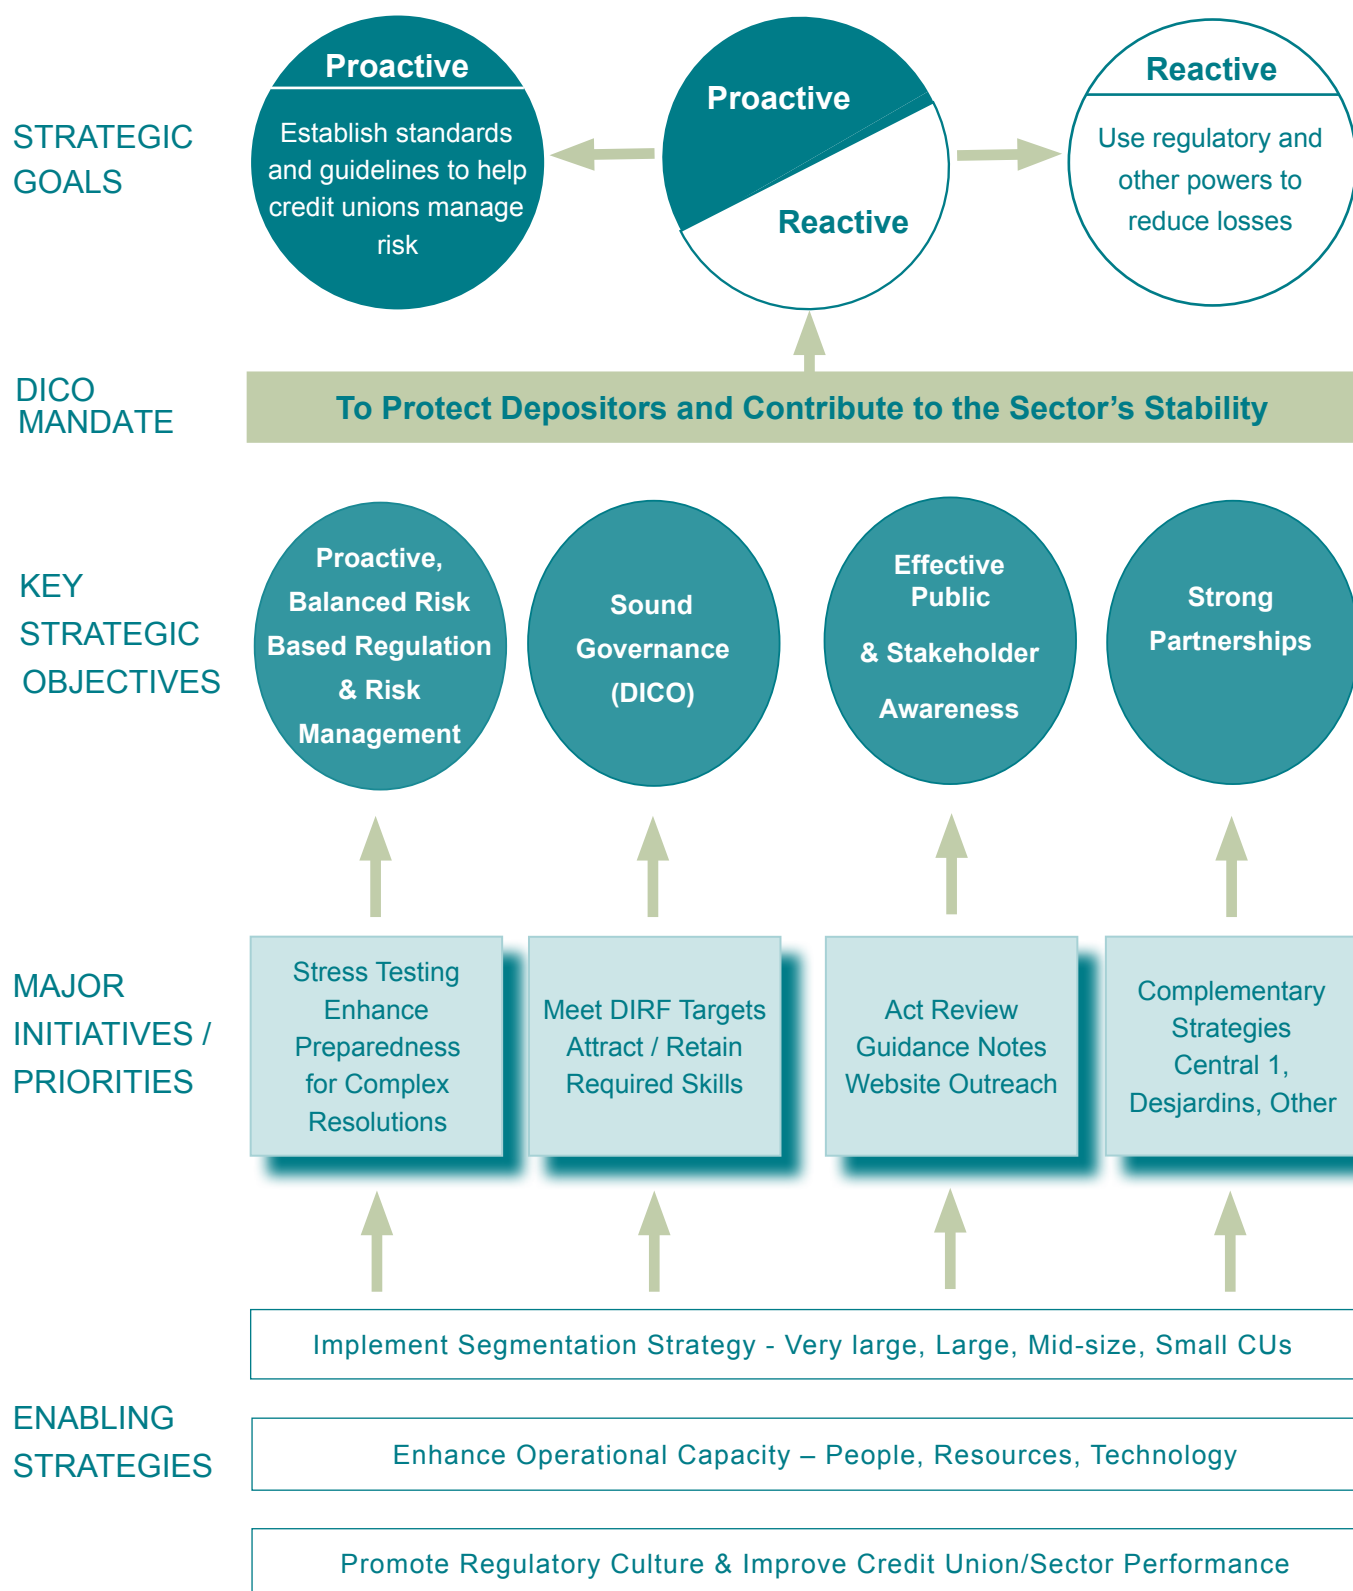 STRATEGIC
GOALS
Proactive
Establish standards
and guidelines to help
credit unions manage
risk
Proactive
Reactive
Reactive
Use regulatory and
other powers to
reduce losses
DICO
MANDATE
To Protect Depositors and Contribute to the Sector’s Stability
KEY
STRATEGIC
OBJECTIVES
Proactive,
Balanced Risk
Based Regulation
& Risk
Management
Sound
Governance
(DICO)
Effective
Public
& Stakeholder
Awareness
Strong
Partnerships
MAJOR
INITIATIVES /
PRIORITIES
Stress Testing
Enhance
Preparedness
for Complex
Resolutions
Meet DIRF Targets
Attract / Retain
Required Skills
Act Review
Guidance Notes
Website Outreach
Complementary
Strategies
Central 1,
Desjardins, Other
ENABLING
STRATEGIES
Implement Segmentation Strategy - Very large, Large, Mid-size, Small CUs
Enhance Operational Capacity – People, Resources, Technology
Promote Regulatory Culture & Improve Credit Union/Sector Performance